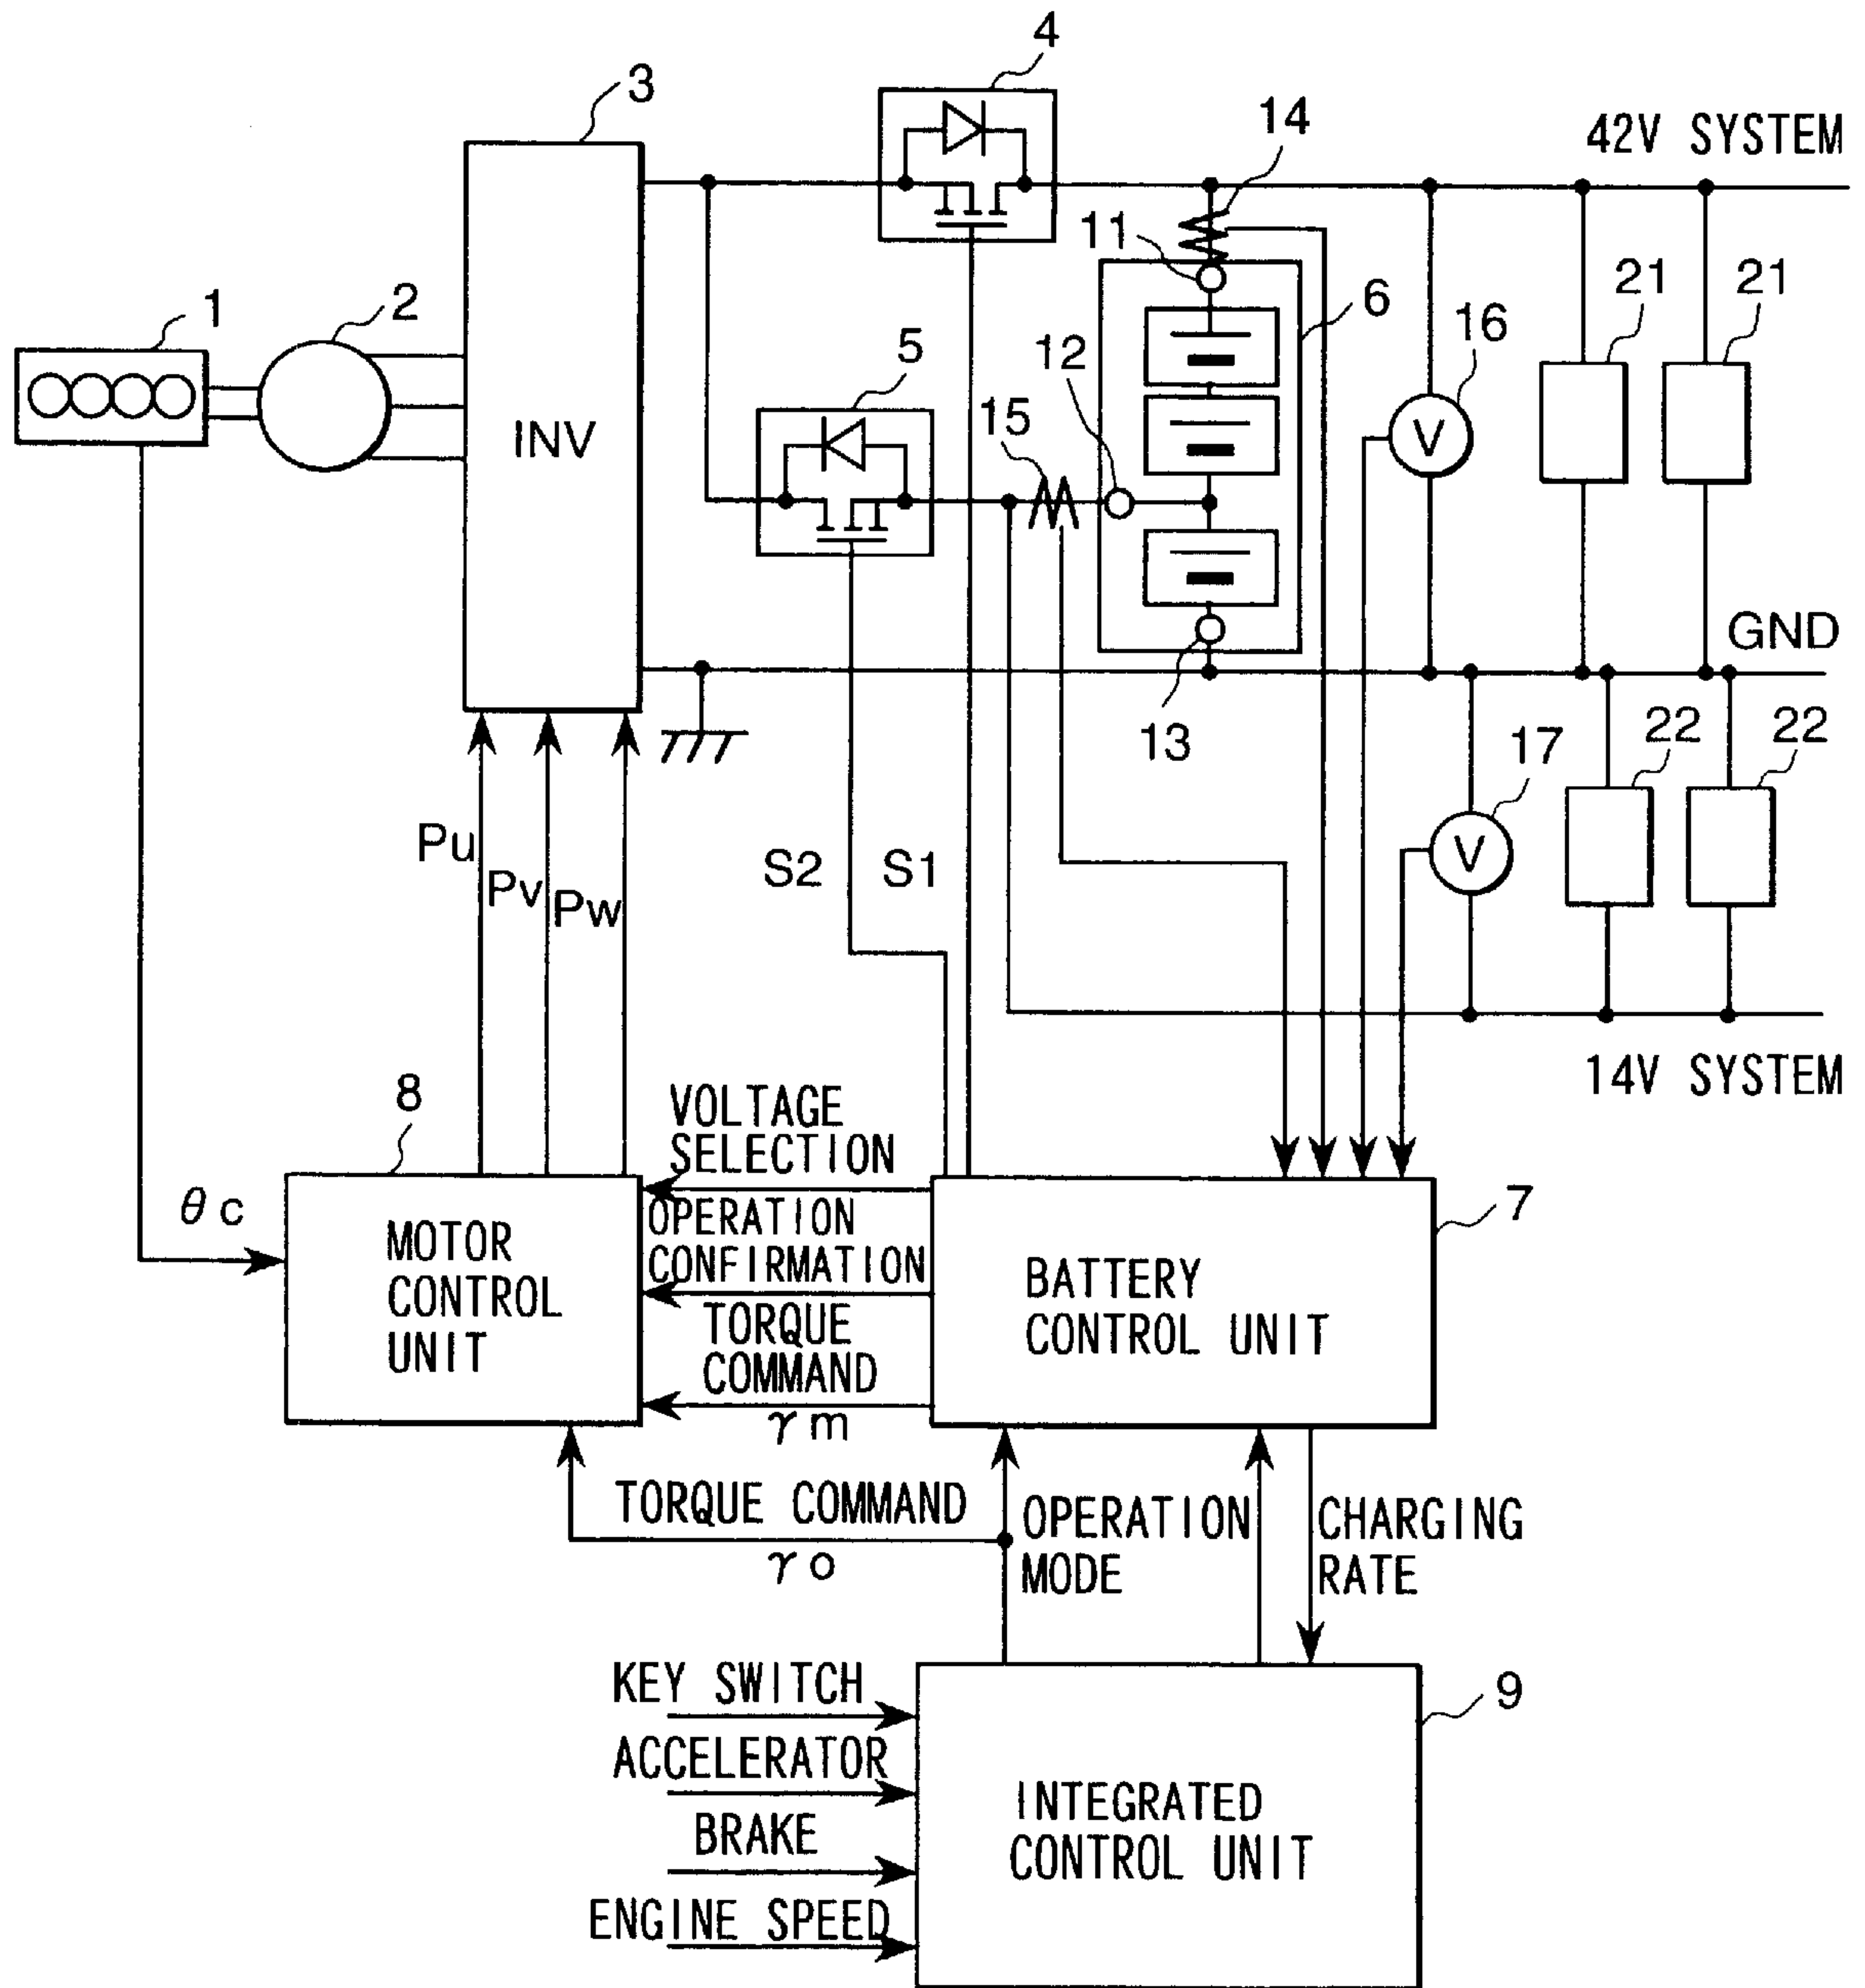 4
3
14
42V SYSTEM
11
21
21
1
2
6
16
5
12
INV
15
V
GND
13
22
22
17
Pu
S2
S1
V
Pv
Pw
14V SYSTEM
8
VOLTAGE
SELECTION
θc
OPERATION
CONFIRMATION
7
MOTOR
CONTROL
UNIT
BATTERY
CONTROL UNIT
TORQUE
COMMAND
γm
TORQUE COMMAND
γo
OPERATION
MODE
CHARGING
RATE
KEY SWITCH
9
ACCELERATOR
BRAKE
INTEGRATED
CONTROL UNIT
ENGINE SPEED